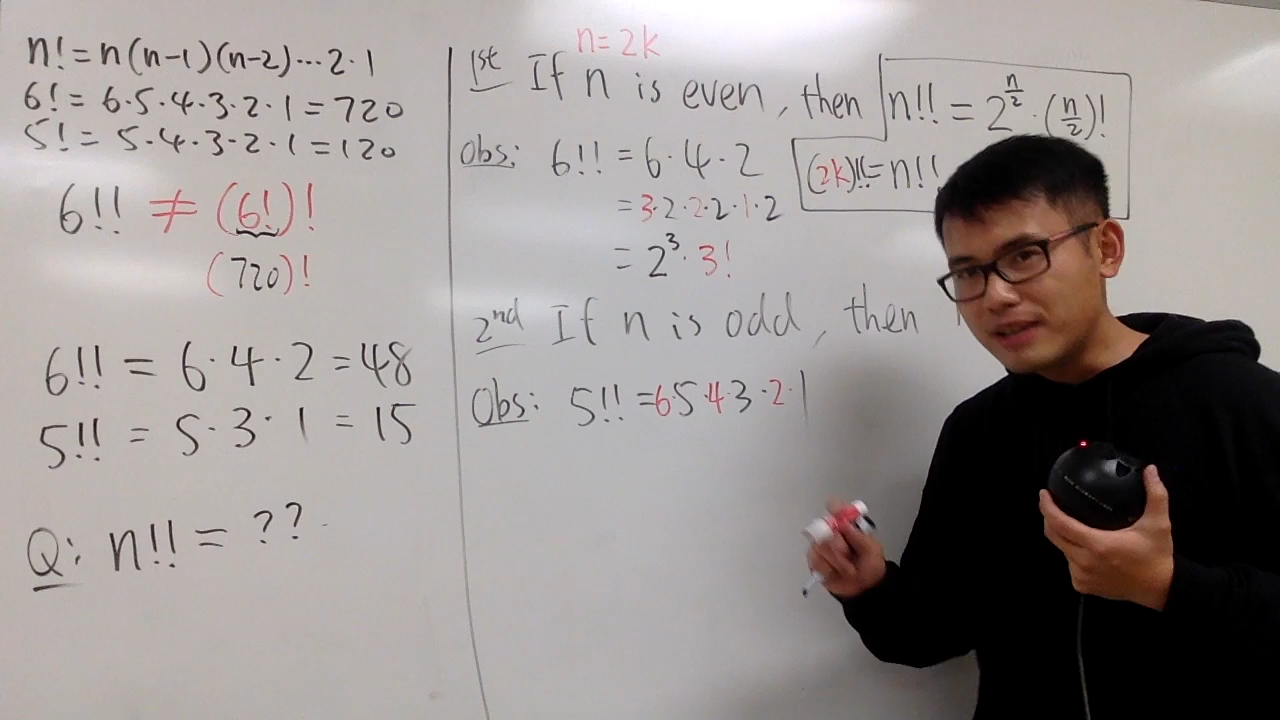 n! = n(n-1)(n-2)...2·1
6! = 6·5·4·3·2·1 = 720
5! = 5·4·3·2·1 = 120
6!! ≠ (6!)!
(720)!
6!! = 6·4·2 = 48
5!! = 5·3·1 = 15
Q: n!! = ??
n=2k
1st If n is even, then n!! = 2^(n/2)·(n/2)!
(2k)!! = n!!
Obs: 6!! = 6·4·2
= 3·2·2·2·1·2
= 2^3·3!
2nd If n is odd, then
Obs: 5!! = 6·5·4·3·2·1